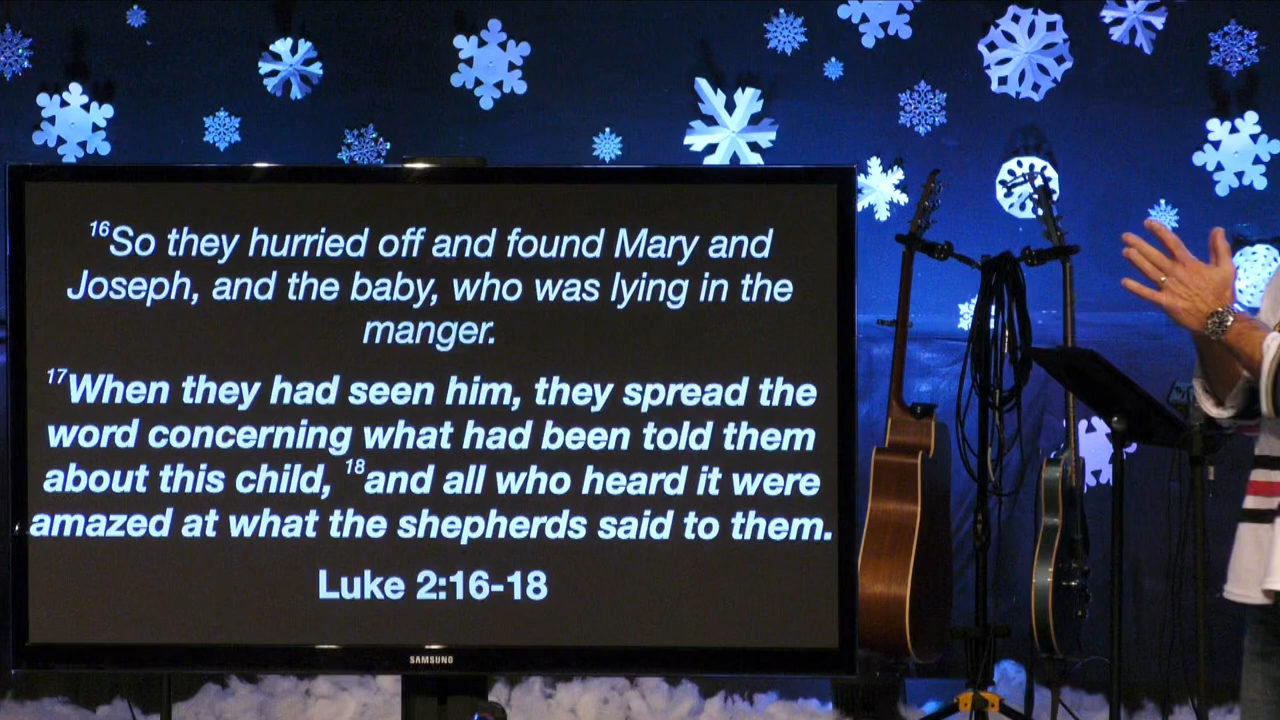 16So they hurried off and found Mary and
Joseph, and the baby, who was lying in the
manger.
17When they had seen him, they spread the
word concerning what had been told them
about this child, 18and all who heard it were
amazed at what the shepherds said to them.
Luke 2:16-18
SAMSUNG